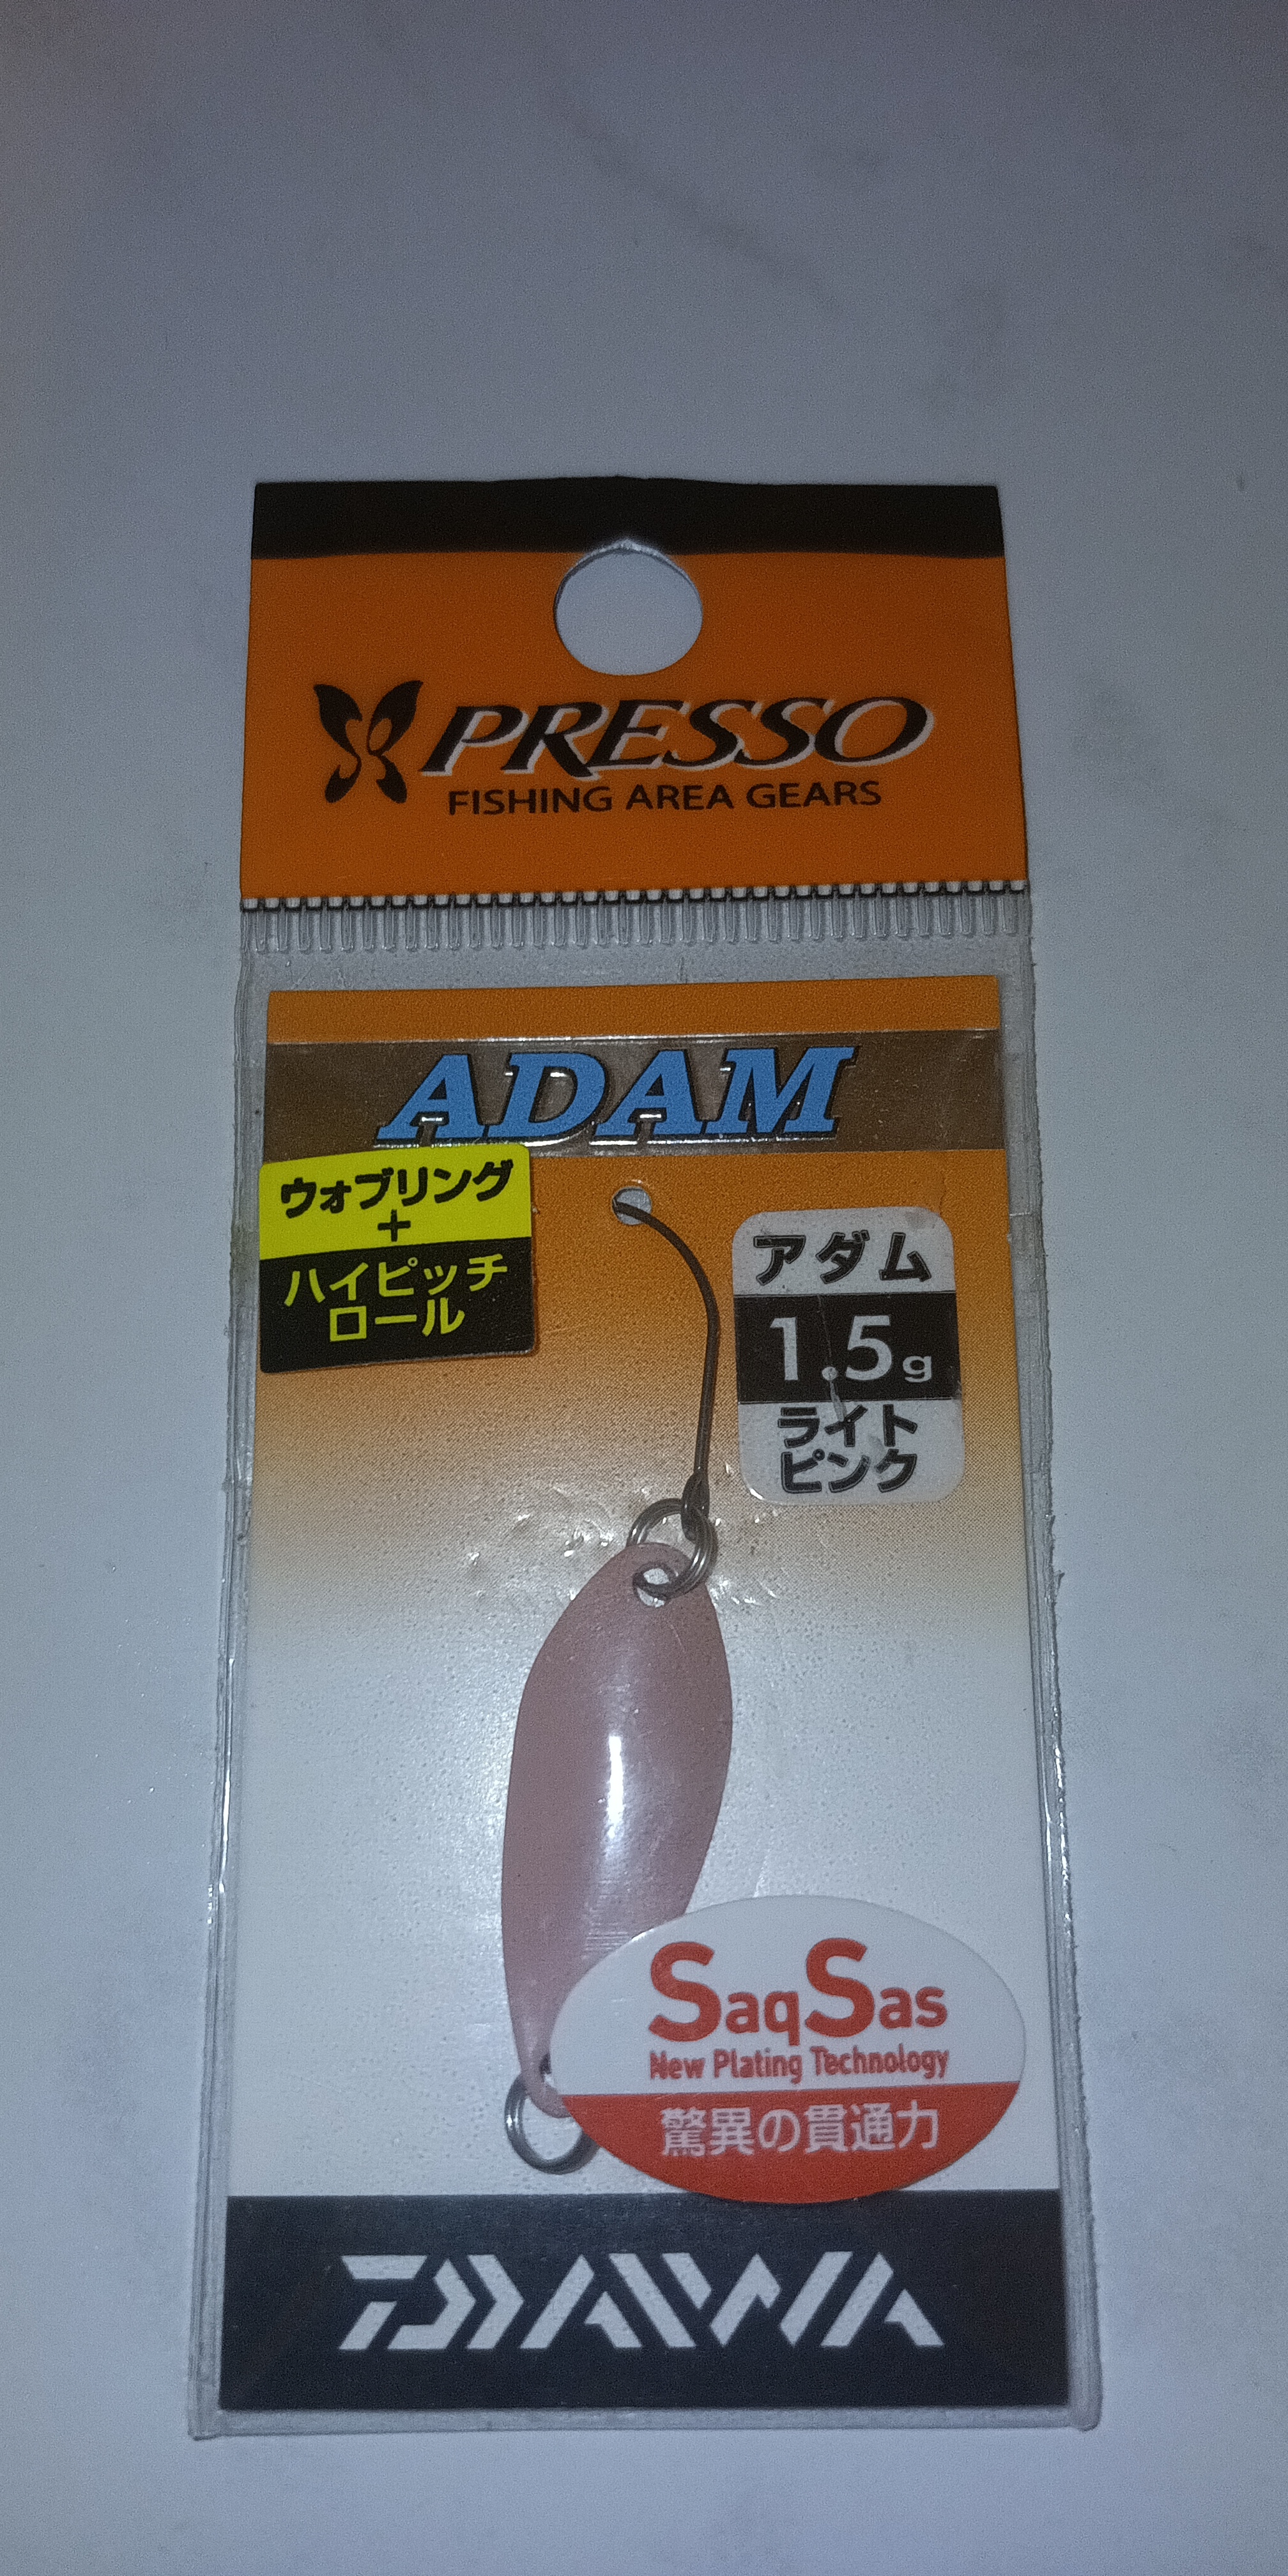 PRESSO
FISHING AREA GEARS
ADAM
ウォブリング
+
ハイピッチ
ロール
アダム
1.5g
ライト
ピンク
SaqSas
New Plating Technology
驚異の貫通力
DAIWA